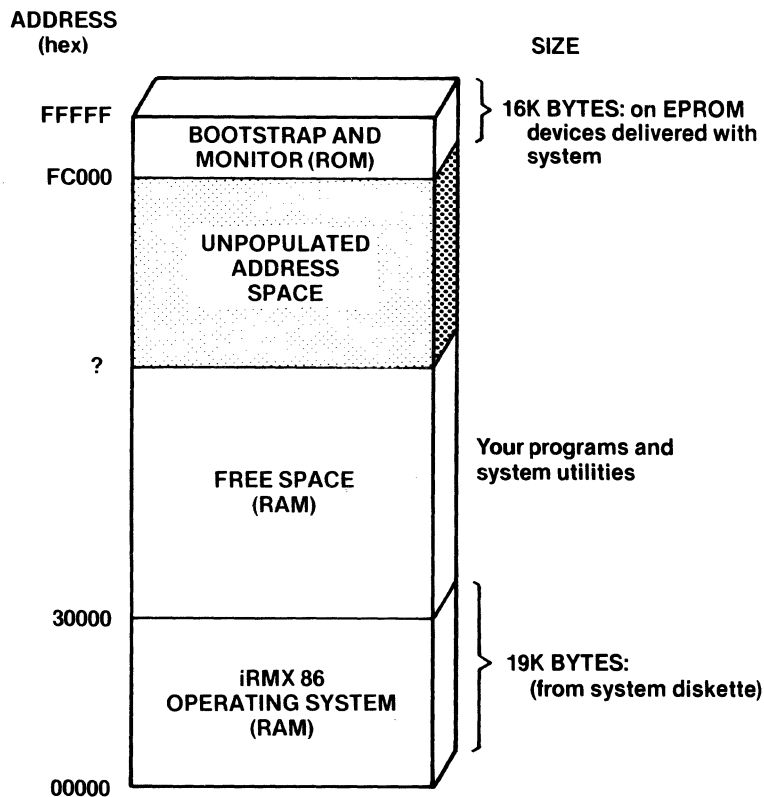 ADDRESS
(hex)
SIZE
FFFFF
BOOTSTRAP AND
MONITOR (ROM)
16K BYTES: on EPROM
devices delivered with
system
FC000
UNPOPULATED
ADDRESS
SPACE
?
FREE SPACE
(RAM)
Your programs and
system utilities
30000
iRMX 86
OPERATING SYSTEM
(RAM)
19K BYTES:
(from system diskette)
00000